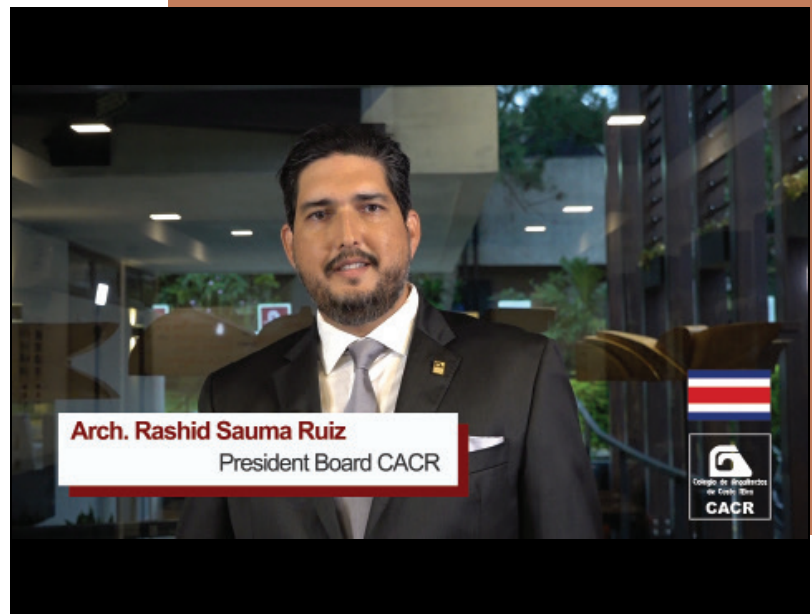 Arch. Rashid Sauma Ruiz
President Board CACR
Colegio de Arquitectos
de Costa Rica
CACR